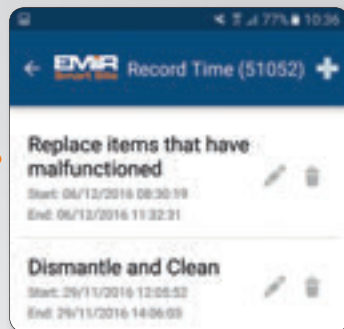 77% 10:36
EMiR
Smart Site
Record Time (51052)
Replace items that have
malfunctioned
Start: 06/12/2016 08:30:19
End: 06/12/2016 11:32:31
Dismantle and Clean
Start: 29/11/2016 12:05:52
End: 29/11/2016 14:06:03